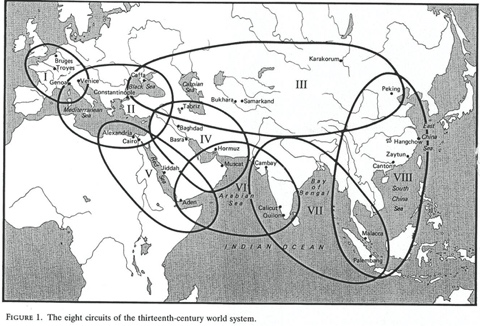 Karakorum
Bruges
Troyes
I
Genoa
Venice
Caffa
Black Sea
Constantinople
II
Caspian
Sea
III
Peking
Bukhara
Samarkand
Mediterranean
Sea
Tabriz
Alexandria
Cairo
Baghdad
Basra
IV
Hormuz
Muscat
East
China
Sea
Hangchow
Zaytun
Canton
Red Sea
Jiddah
V
Aden
VI
Arabian
Sea
Cambay
Bay
of
Bengal
Calicut
Quilon
VII
VIII
South
China
Sea
Malacca
Palembang
INDIAN OCEAN
FIGURE 1. The eight circuits of the thirteenth-century world system.